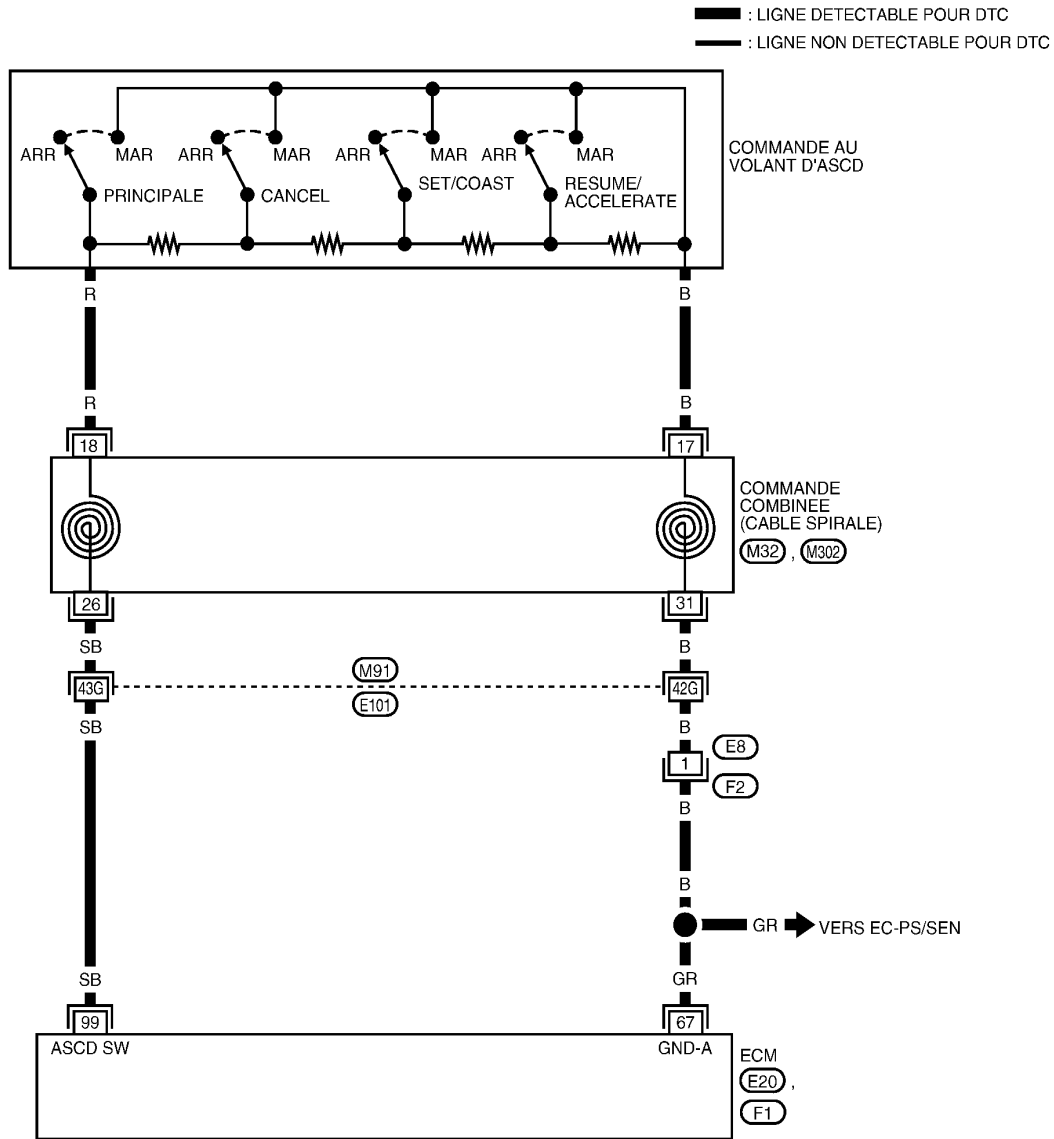 : LIGNE DETECTABLE POUR DTC
: LIGNE NON DETECTABLE POUR DTC
COMMANDE AU
VOLANT D'ASCD
ARR MAR ARR MAR ARR MAR ARR MAR
PRINCIPALE
CANCEL
SET/COAST
RESUME/
ACCELERATE
R B
R B
18 17
COMMANDE
COMBINEE
(CABLE SPIRALE)
M32 , M302
26 31
SB B
43G M91 42G
E101
SB B
1 E8
F2
B
B
GR VERS EC-PS/SEN
SB GR
99 67
ASCD SW GND-A
ECM
E20 ,
F1